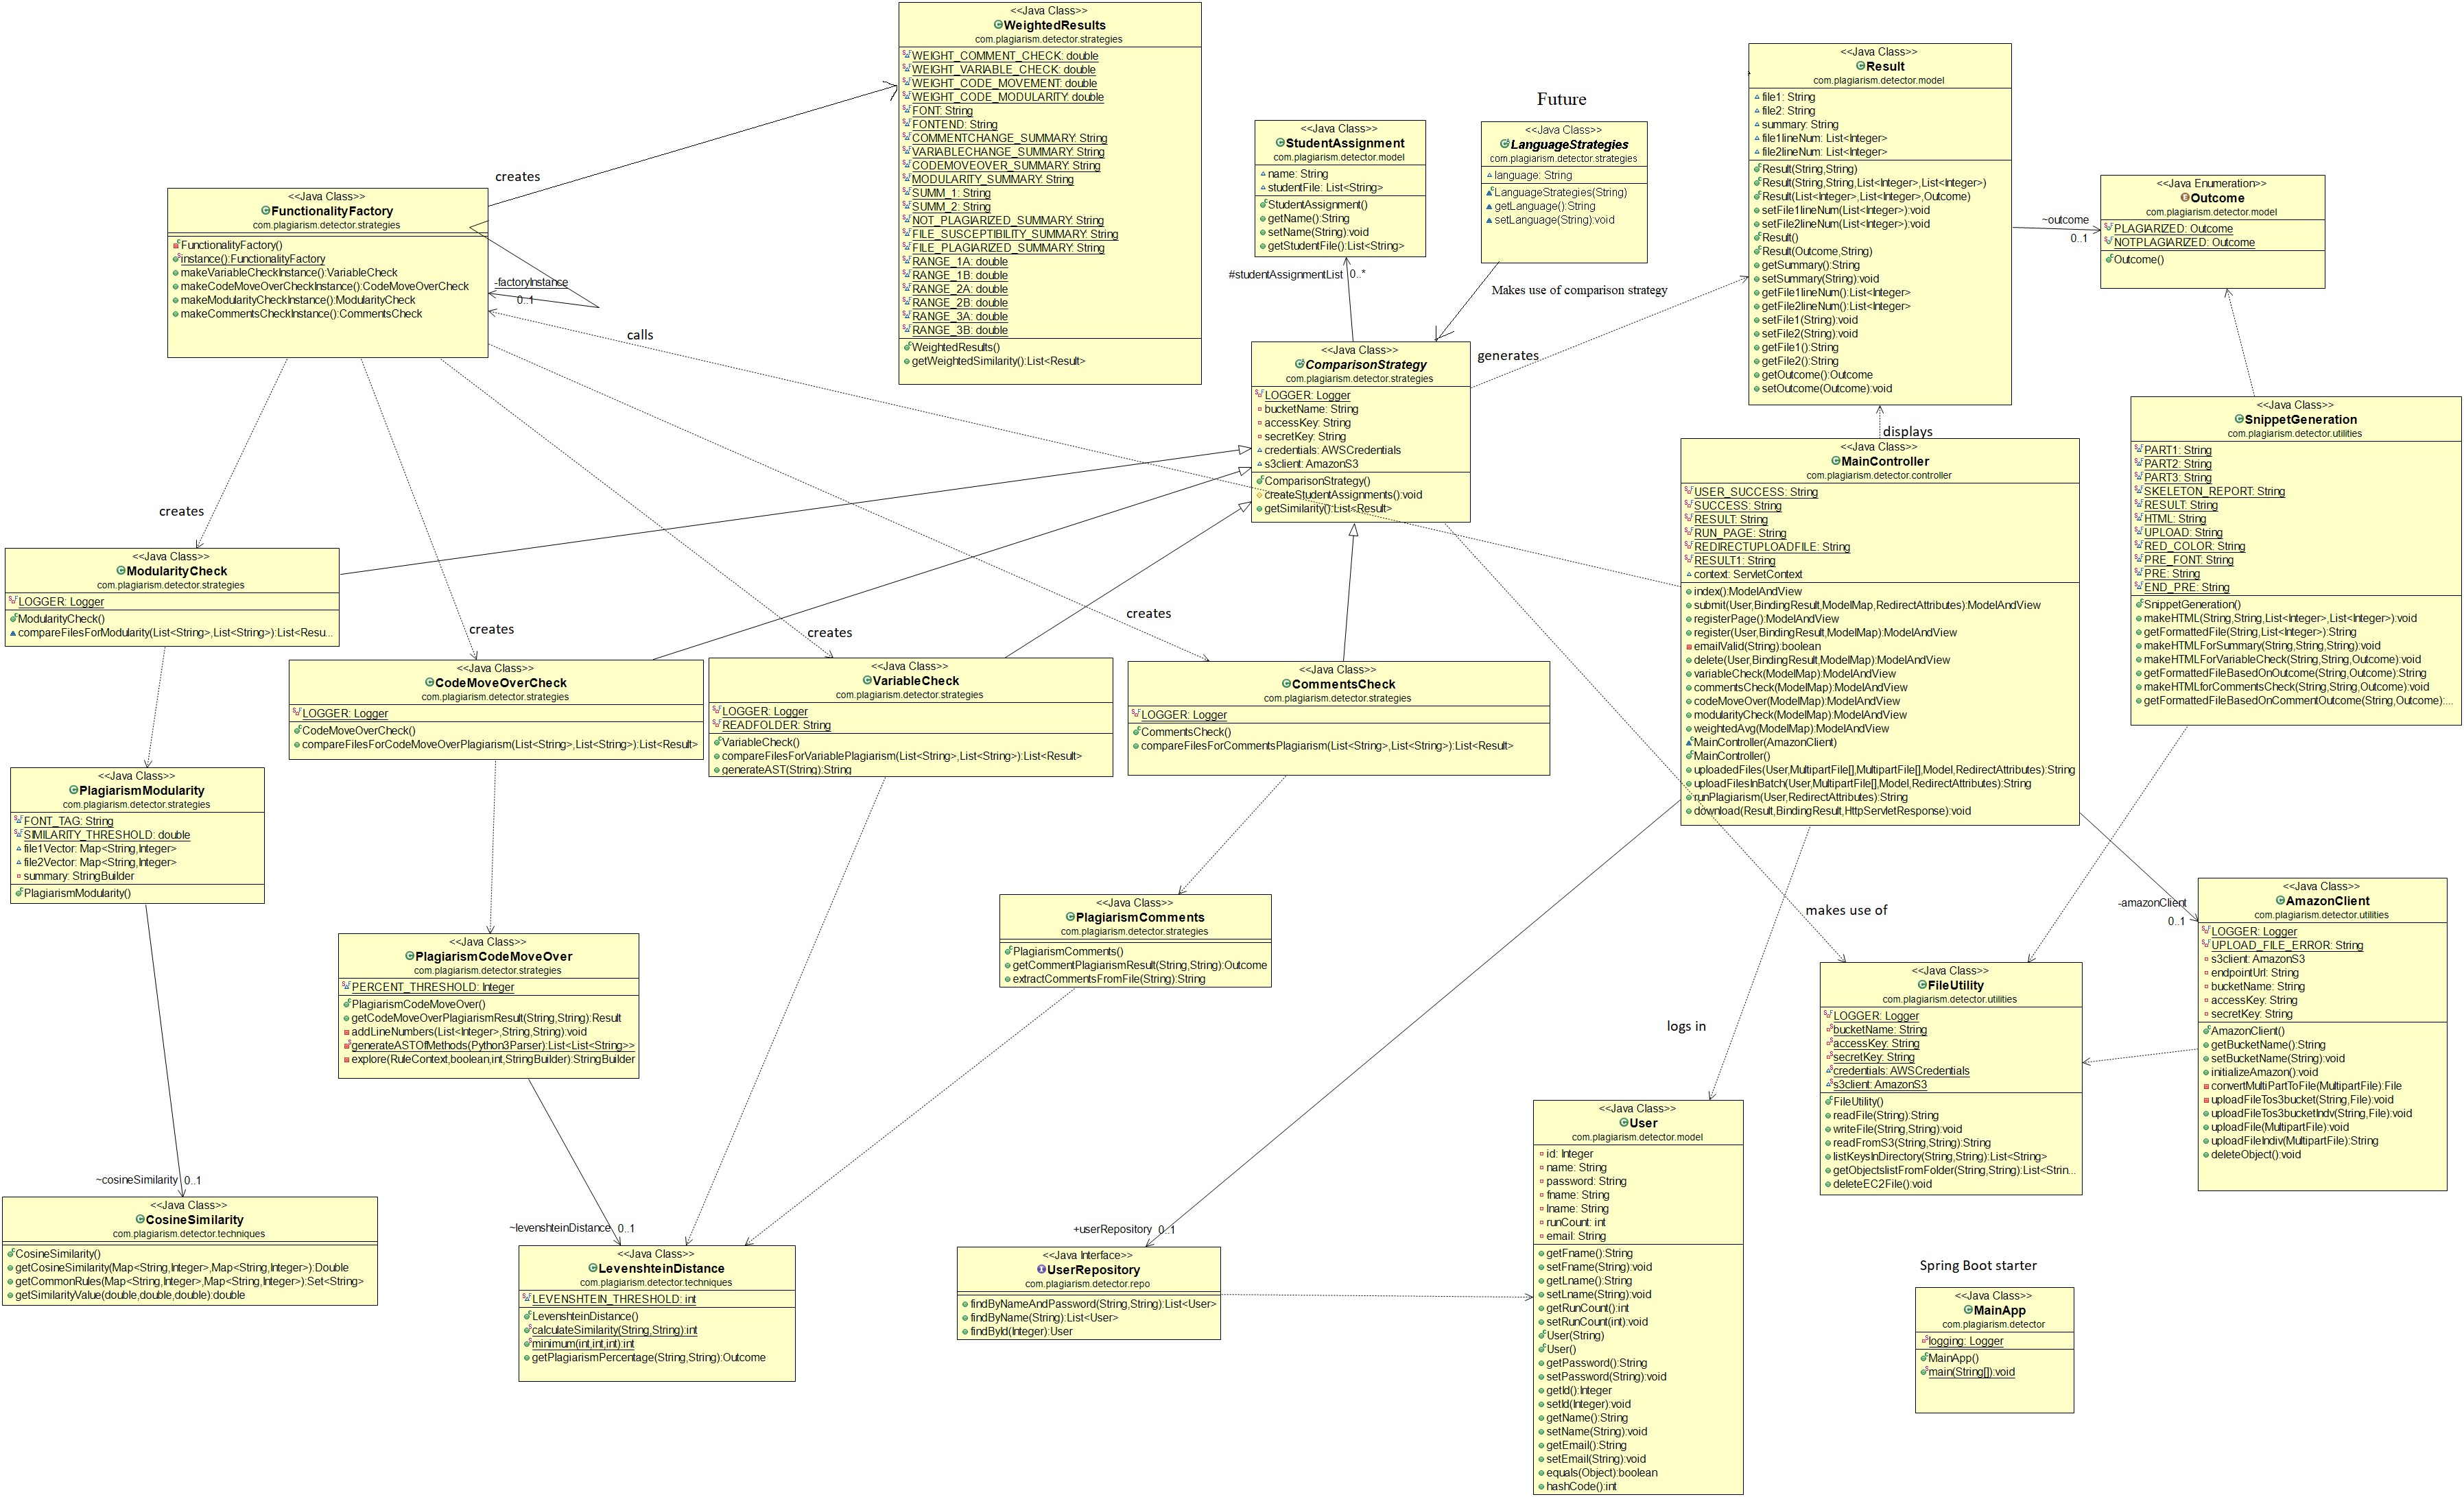 <<Java Class>>
WeightedResults
com.plagiarism.detector.strategies
WEIGHT_COMMENT_CHECK: double
WEIGHT_VARIABLE_CHECK: double
WEIGHT_CODE_MOVEMENT: double
WEIGHT_CODE_MODULARITY: double
FONT: String
FONTEND: String
COMMENTCHANGE_SUMMARY: String
VARIABLECHANGE_SUMMARY: String
CODEMOVEOVER_SUMMARY: String
MODULARITY_SUMMARY: String
SUMM_1: String
SUMM_2: String
NOT_PLAGIARIZED_SUMMARY: String
FILE_SUSCEPTIBILITY_SUMMARY: String
FILE_PLAGIARIZED_SUMMARY: String
RANGE_1A: double
RANGE_1B: double
RANGE_2A: double
RANGE_2B: double
RANGE_3A: double
RANGE_3B: double
WeightedResults()
getWeightedSimilarity():List<Result>
creates
<<Java Class>>
FunctionalityFactory
com.plagiarism.detector.strategies
FunctionalityFactory()
instance():FunctionalityFactory
makeVariableCheckInstance():VariableCheck
makeCodeMoveOverCheckInstance():CodeMoveOverCheck
makeModularityCheckInstance():ModularityCheck
makeCommentsCheckInstance():CommentsCheck
-factoryInstance
0..1
calls
Future
<<Java Class>>
StudentAssignment
com.plagiarism.detector.model
name: String
studentFile: List<String>
StudentAssignment()
getName():String
setName(String):void
getStudentFile():List<String>
#studentAssignmentList 0..*
<<Java Class>>
LanguageStrategies
com.plagiarism.detector.strategies
language: String
LanguageStrategies(String)
getLanguage():String
setLanguage(String):void
Makes use of comparison strategy
<<Java Class>>
Result
com.plagiarism.detector.model
file1: String
file2: String
summary: String
file1lineNum: List<Integer>
file2lineNum: List<Integer>
Result(String,String)
Result(String,String,List<Integer>,List<Integer>)
Result(List<Integer>,List<Integer>,Outcome)
setFile1lineNum(List<Integer>):void
setFile2lineNum(List<Integer>):void
Result()
Result(Outcome,String)
getSummary():String
setSummary(String):void
getFile1lineNum():List<Integer>
getFile2lineNum():List<Integer>
setFile1(String):void
setFile2(String):void
getFile1():String
getFile2():String
getOutcome():Outcome
setOutcome(Outcome):void
~outcome
0..1
<<Java Enumeration>>
Outcome
com.plagiarism.detector.model
PLAGIARIZED: Outcome
NOTPLAGIARIZED: Outcome
Outcome()
<<Java Class>>
ComparisonStrategy
com.plagiarism.detector.strategies
LOGGER: Logger
bucketName: String
accessKey: String
secretKey: String
credentials: AWSCredentials
s3client: AmazonS3
ComparisonStrategy()
createStudentAssignments():void
getSimilarity():List<Result>
generates
displays
<<Java Class>>
SnippetGeneration
com.plagiarism.detector.utilities
PART1: String
PART2: String
PART3: String
SKELETON_REPORT: String
RESULT: String
HTML: String
UPLOAD: String
RED_COLOR: String
PRE_FONT: String
PRE: String
END_PRE: String
SnippetGeneration()
makeHTML(String,String,List<Integer>,List<Integer>):void
getFormattedFile(String,List<Integer>):String
makeHTMLForSummary(String,String,String):void
makeHTMLForVariableCheck(String,String,Outcome):void
getFormattedFileBasedOnOutcome(String,Outcome):String
makeHTMLforCommentsCheck(String,String,Outcome):void
getFormattedFileBasedOnCommentOutcome(String,Outcome):...
<<Java Class>>
MainController
com.plagiarism.detector.controller
USER_SUCCESS: String
SUCCESS: String
RESULT: String
RUN_PAGE: String
REDIRECTUPLOADFILE: String
RESULT1: String
context: ServletContext
index():ModelAndView
submit(User,BindingResult,ModelMap,RedirectAttributes):ModelAndView
registerPage():ModelAndView
register(User,BindingResult,ModelMap):ModelAndView
emailValid(String):boolean
delete(User,BindingResult,ModelMap):ModelAndView
variableCheck(ModelMap):ModelAndView
commentsCheck(ModelMap):ModelAndView
codeMoveOver(ModelMap):ModelAndView
modularityCheck(ModelMap):ModelAndView
weightedAvg(ModelMap):ModelAndView
MainController(AmazonClient)
MainController()
uploadedFiles(User,MultipartFile[],MultipartFile[],Model,RedirectAttributes):String
uploadFilesInBatch(User,MultipartFile[],Model,RedirectAttributes):String
runPlagiarism(User,RedirectAttributes):String
download(Result,BindingResult,HttpServletResponse):void
creates
creates
creates
creates
<<Java Class>>
ModularityCheck
com.plagiarism.detector.strategies
LOGGER: Logger
ModularityCheck()
compareFilesForModularity(List<String>,List<String>):List<Resu...
<<Java Class>>
CodeMoveOverCheck
com.plagiarism.detector.strategies
LOGGER: Logger
CodeMoveOverCheck()
compareFilesForCodeMoveOverPlagiarism(List<String>,List<String>):List<Result>
<<Java Class>>
VariableCheck
com.plagiarism.detector.strategies
LOGGER: Logger
READFOLDER: String
VariableCheck()
compareFilesForVariablePlagiarism(List<String>,List<String>):List<Result>
generateAST(String):String
<<Java Class>>
CommentsCheck
com.plagiarism.detector.strategies
LOGGER: Logger
CommentsCheck()
compareFilesForCommentsPlagiarism(List<String>,List<String>):List<Result>
<<Java Class>>
PlagiarismModularity
com.plagiarism.detector.strategies
FONT_TAG: String
SIMILARITY_THRESHOLD: double
file1Vector: Map<String,Integer>
file2Vector: Map<String,Integer>
summary: StringBuilder
PlagiarismModularity()
<<Java Class>>
PlagiarismCodeMoveOver
com.plagiarism.detector.strategies
PERCENT_THRESHOLD: Integer
PlagiarismCodeMoveOver()
getCodeMoveOverPlagiarismResult(String,String):Result
addLineNumbers(List<Integer>,String,String):void
generateASTOfMethods(Python3Parser):List<List<String>>
explore(RuleContext,boolean,int,StringBuilder):StringBuilder
<<Java Class>>
PlagiarismComments
com.plagiarism.detector.strategies
PlagiarismComments()
getCommentPlagiarismResult(String,String):Outcome
extractCommentsFromFile(String):String
makes use of
-amazonClient
0..1
<<Java Class>>
AmazonClient
com.plagiarism.detector.utilities
LOGGER: Logger
UPLOAD_FILE_ERROR: String
s3client: AmazonS3
endpointUrl: String
bucketName: String
accessKey: String
secretKey: String
AmazonClient()
getBucketName():String
setBucketName(String):void
initializeAmazon():void
convertMultiPartToFile(MultipartFile):File
uploadFileTos3bucket(String,File):void
uploadFileTos3bucketIndv(String,File):void
uploadFile(MultipartFile):void
uploadFileIndiv(MultipartFile):String
deleteObject():void
<<Java Class>>
FileUtility
com.plagiarism.detector.utilities
LOGGER: Logger
bucketName: String
accessKey: String
secretKey: String
credentials: AWSCredentials
s3client: AmazonS3
FileUtility()
readFile(String):String
writeFile(String,String):void
readFromS3(String,String):String
listKeysInDirectory(String,String):List<String>
getObjectslistFromFolder(String,String):List<Strin...
deleteEC2File():void
logs in
<<Java Class>>
User
com.plagiarism.detector.model
id: Integer
name: String
password: String
fname: String
lname: String
runCount: int
email: String
getFname():String
setFname(String):void
getLname():String
setLname(String):void
getRunCount():int
setRunCount(int):void
User(String)
User()
getPassword():String
setPassword(String):void
getId():Integer
setId(Integer):void
getName():String
setName(String):void
getEmail():String
setEmail(String):void
equals(Object):boolean
hashCode():int
~cosineSimilarity 0..1
<<Java Class>>
CosineSimilarity
com.plagiarism.detector.techniques
CosineSimilarity()
getCosineSimilarity(Map<String,Integer>,Map<String,Integer>):Double
getCommonRules(Map<String,Integer>,Map<String,Integer>):Set<String>
getSimilarityValue(double,double,double):double
~levenshteinDistance 0..1
<<Java Class>>
LevenshteinDistance
com.plagiarism.detector.techniques
LEVENSHTEIN_THRESHOLD: int
LevenshteinDistance()
calculateSimilarity(String,String):int
minimum(int,int,int):int
getPlagiarismPercentage(String,String):Outcome
+userRepository 0..1
<<Java Interface>>
UserRepository
com.plagiarism.detector.repo
findByNameAndPassword(String,String):List<User>
findByName(String):List<User>
findById(Integer):User
Spring Boot starter
<<Java Class>>
MainApp
com.plagiarism.detector
logging: Logger
MainApp()
main(String[]):void